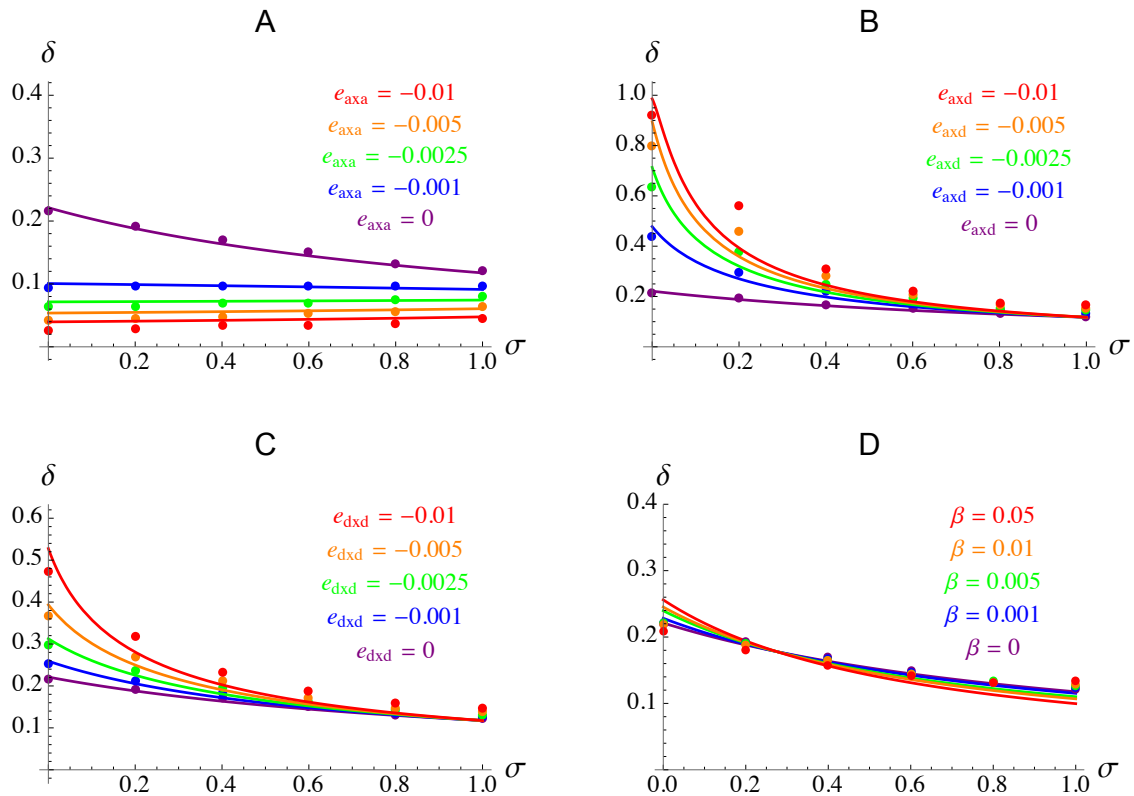 A
δ
0.4
0.3
0.2
0.1
0.2 0.4 0.6 0.8 1.0 σ
e_axa = −0.01
e_axa = −0.005
e_axa = −0.0025
e_axa = −0.001
e_axa = 0
B
δ
1.0
0.8
0.6
0.4
0.2
0.2 0.4 0.6 0.8 1.0 σ
e_axd = −0.01
e_axd = −0.005
e_axd = −0.0025
e_axd = −0.001
e_axd = 0
C
δ
0.6
0.5
0.4
0.3
0.2
0.1
0.2 0.4 0.6 0.8 1.0 σ
e_dxd = −0.01
e_dxd = −0.005
e_dxd = −0.0025
e_dxd = −0.001
e_dxd = 0
D
δ
0.4
0.3
0.2
0.1
0.0 0.2 0.4 0.6 0.8 1.0 σ
β = 0.05
β = 0.01
β = 0.005
β = 0.001
β = 0